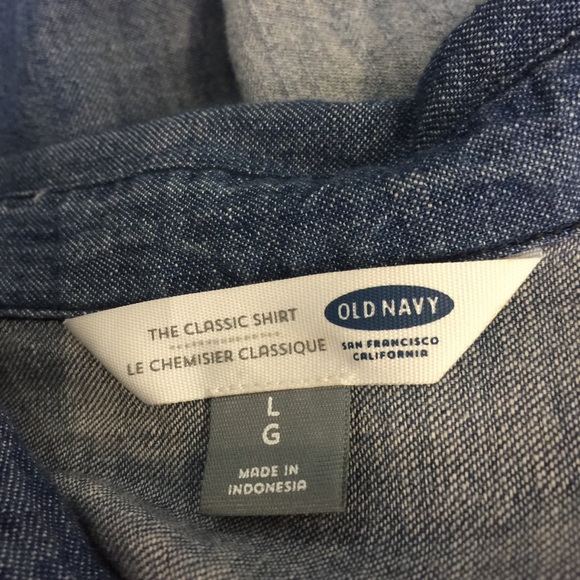 THE CLASSIC SHIRT
LE CHEMISIER CLASSIQUE
OLD NAVY
SAN FRANCISCO
CALIFORNIA
L
G
MADE IN
INDONESIA